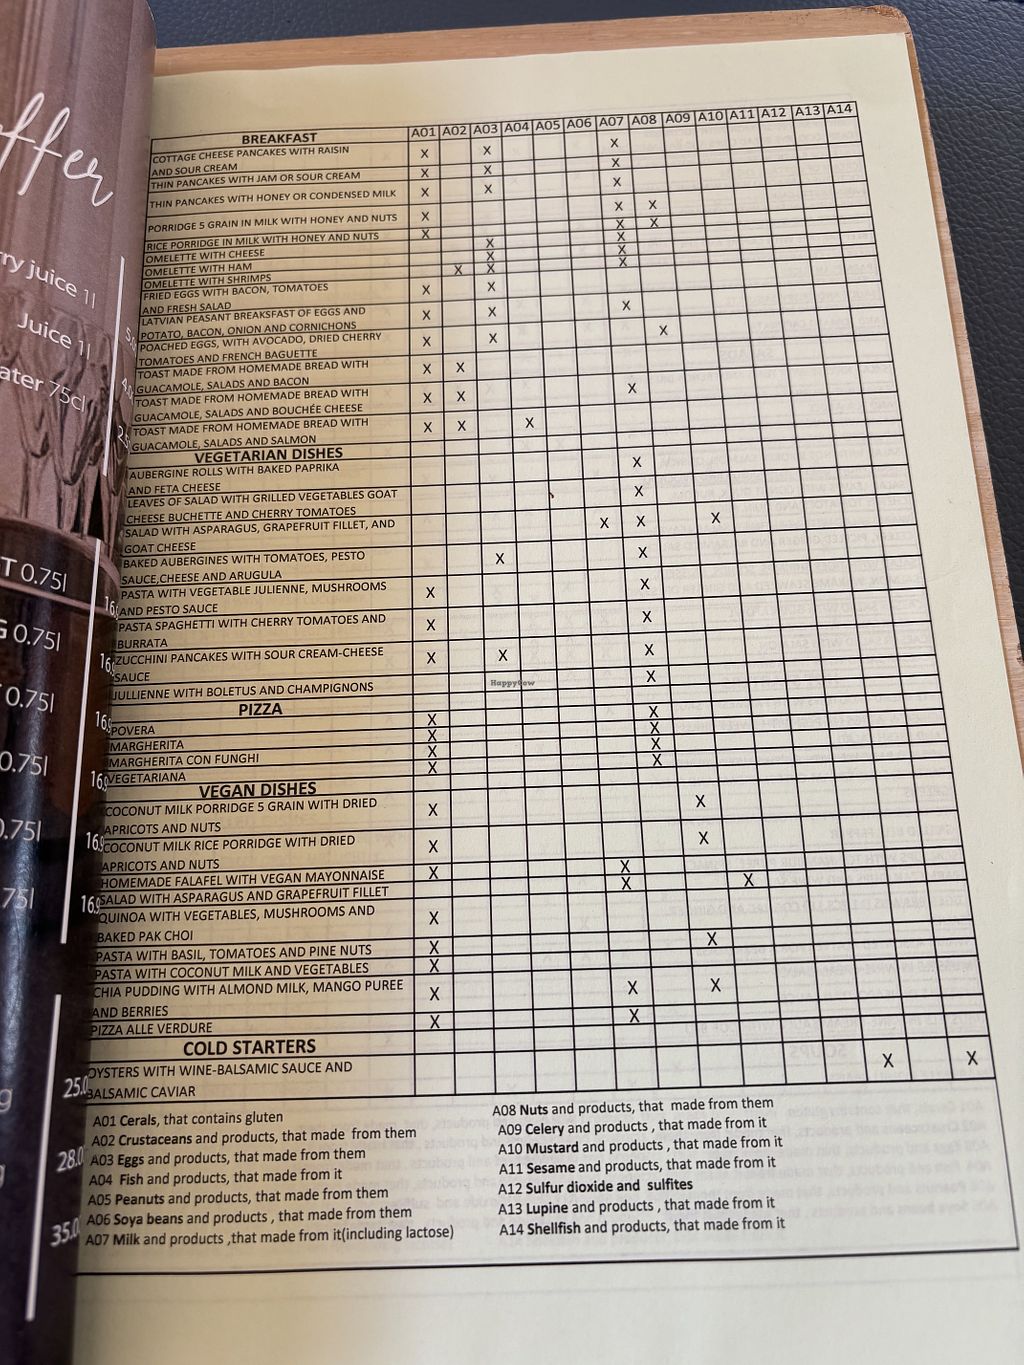 offer
rry juice 1l
Juice 1l
ater 75cl
T 0.75l
G 0.75l
0.75l
0.75l
0.75l
75l
25.0
28.0
35.0
A01 A02 A03 A04 A05 A06 A07 A08 A09 A10 A11 A12 A13 A14
BREAKFAST
COTTAGE CHEESE PANCAKES WITH RAISIN X X X
AND SOUR CREAM
THIN PANCAKES WITH JAM OR SOUR CREAM X X X
THIN PANCAKES WITH HONEY OR CONDENSED MILK X X X
PORRIDGE 5 GRAIN IN MILK WITH HONEY AND NUTS X X X
RICE PORRIDGE IN MILK WITH HONEY AND NUTS X X X
OMELETTE WITH CHEESE X X
OMELETTE WITH HAM X X
OMELETTE WITH SHRIMPS X X X
FRIED EGGS WITH BACON, TOMATOES X X
AND FRESH SALAD
LATVIAN PEASANT BREAKSFAST OF EGGS AND X X X
POTATO, BACON, ONION AND CORNICHONS
POACHED EGGS, WITH AVOCADO, DRIED CHERRY X X X
TOMATOES AND FRENCH BAGUETTE
TOAST MADE FROM HOMEMADE BREAD WITH X X
GUACAMOLE, SALADS AND BACON
TOAST MADE FROM HOMEMADE BREAD WITH X X X
GUACAMOLE, SALADS AND BOUCHÉE CHEESE
TOAST MADE FROM HOMEMADE BREAD WITH X X X
GUACAMOLE, SALADS AND SALMON
VEGETARIAN DISHES
AUBERGINE ROLLS WITH BAKED PAPRIKA X
AND FETA CHEESE
LEAVES OF SALAD WITH GRILLED VEGETABLES GOAT X
CHEESE BUCHETTE AND CHERRY TOMATOES
SALAD WITH ASPARAGUS, GRAPEFRUIT FILLET, AND X X X
GOAT CHEESE
BAKED AUBERGINES WITH TOMATOES, PESTO X X
SAUCE,CHEESE AND ARUGULA
PASTA WITH VEGETABLE JULIENNE, MUSHROOMS X X
AND PESTO SAUCE
PASTA SPAGHETTI WITH CHERRY TOMATOES AND X X
BURRATA
ZUCCHINI PANCAKES WITH SOUR CREAM-CHEESE X X X
SAUCE
JULLIENNE WITH BOLETUS AND CHAMPIGNONS X
HappyCow
PIZZA
POVERA X X
MARGHERITA X X
MARGHERITA CON FUNGHI X X
VEGETARIANA X X
VEGAN DISHES
COCONUT MILK PORRIDGE 5 GRAIN WITH DRIED X X
APRICOTS AND NUTS
COCONUT MILK RICE PORRIDGE WITH DRIED X X
APRICOTS AND NUTS
HOMEMADE FALAFEL WITH VEGAN MAYONNAISE X X
SALAD WITH ASPARAGUS AND GRAPEFRUIT FILLET X X
QUINOA WITH VEGETABLES, MUSHROOMS AND X
BAKED PAK CHOI
PASTA WITH BASIL, TOMATOES AND PINE NUTS X X
PASTA WITH COCONUT MILK AND VEGETABLES X
CHIA PUDDING WITH ALMOND MILK, MANGO PUREE X X X
AND BERRIES
PIZZA ALLE VERDURE X X
COLD STARTERS
OYSTERS WITH WINE-BALSAMIC SAUCE AND X X
BALSAMIC CAVIAR
A01 Cerals, that contains gluten
A02 Crustaceans and products, that made from them
A03 Eggs and products, that made from them
A04 Fish and products, that made from it
A05 Peanuts and products, that made from them
A06 Soya beans and products , that made from them
A07 Milk and products ,that made from it(including lactose)
A08 Nuts and products, that made from them
A09 Celery and products , that made from it
A10 Mustard and products , that made from it
A11 Sesame and products, that made from it
A12 Sulfur dioxide and sulfites
A13 Lupine and products , that made from it
A14 Shellfish and products, that made from it